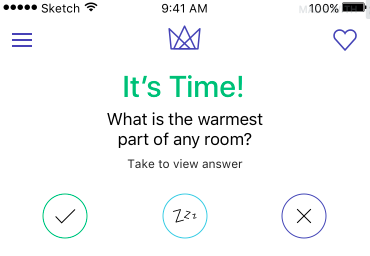 Sketch 9:41 AM 100%
It's Time!
What is the warmest
part of any room?
Take to view answer
Zzz